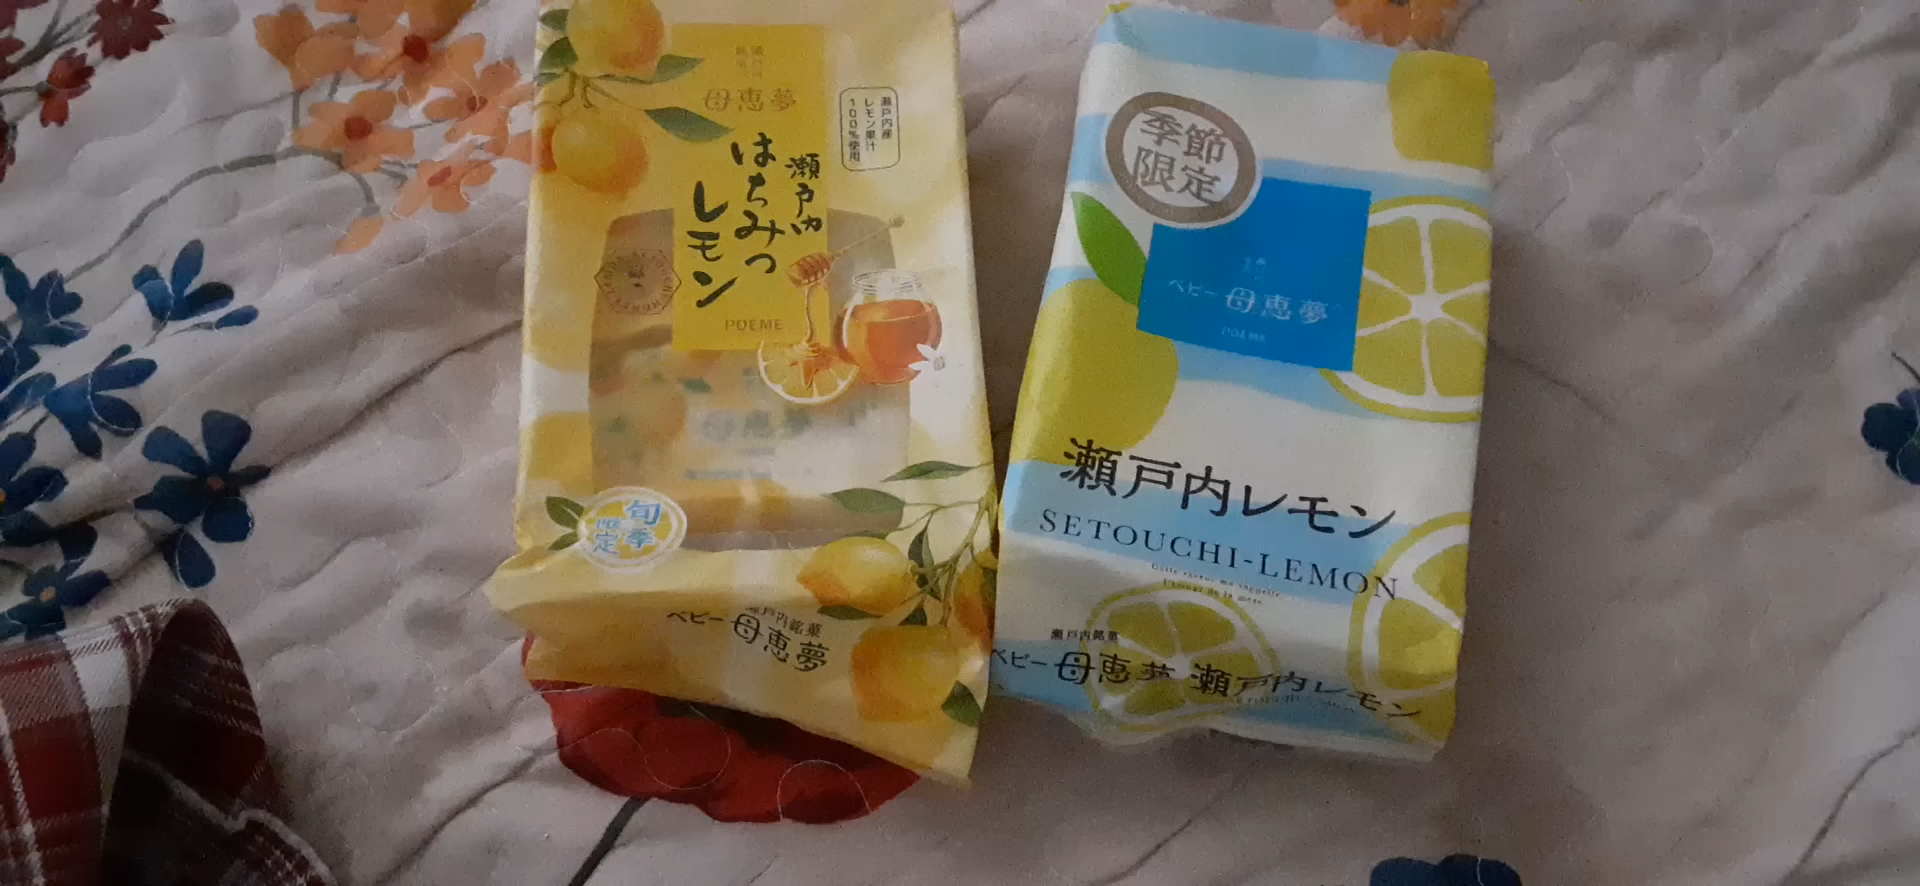 母恵夢
瀬戸内産
レモン果汁
100%使用
瀬戸内
はちみつ
レモン
POEME
母恵夢
旬季
限定
瀬戸内銘菓
ベビー母恵夢
季節
限定
ベビー母恵夢
POEME
瀬戸内レモン
SETOUCHI-LEMON
瀬戸内銘菓
ベビー母恵夢 瀬戸内レモン